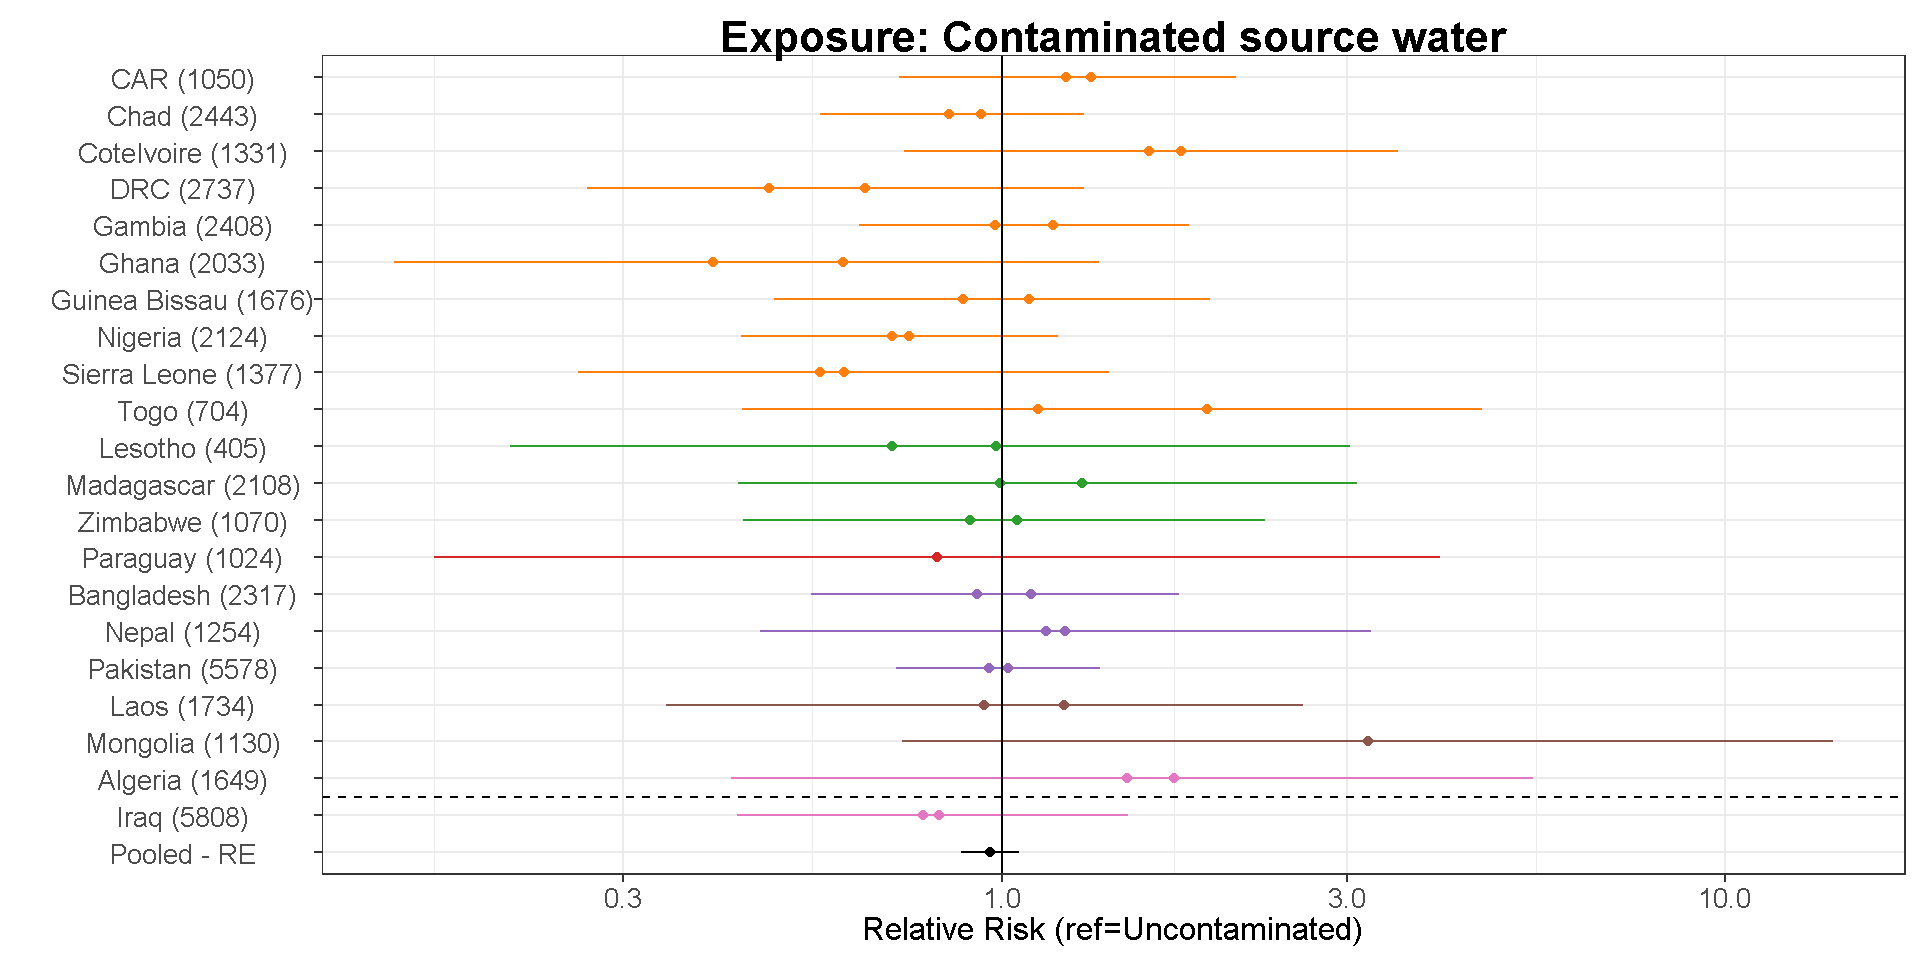 Exposure: Contaminated source water
CAR (1050)
Chad (2443)
CoteIvoire (1331)
DRC (2737)
Gambia (2408)
Ghana (2033)
Guinea Bissau (1676)
Nigeria (2124)
Sierra Leone (1377)
Togo (704)
Lesotho (405)
Madagascar (2108)
Zimbabwe (1070)
Paraguay (1024)
Bangladesh (2317)
Nepal (1254)
Pakistan (5578)
Laos (1734)
Mongolia (1130)
Algeria (1649)
Iraq (5808)
Pooled - RE
0.3 1.0 3.0 10.0
Relative Risk (ref=Uncontaminated)